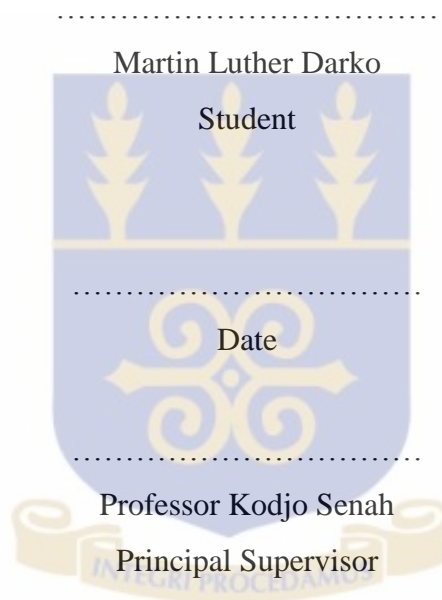 ....................................
Martin Luther Darko
Student
.................................
Date
.................................
Professor Kodjo Senah
Principal Supervisor
INTEGRI PROCEDAMUS